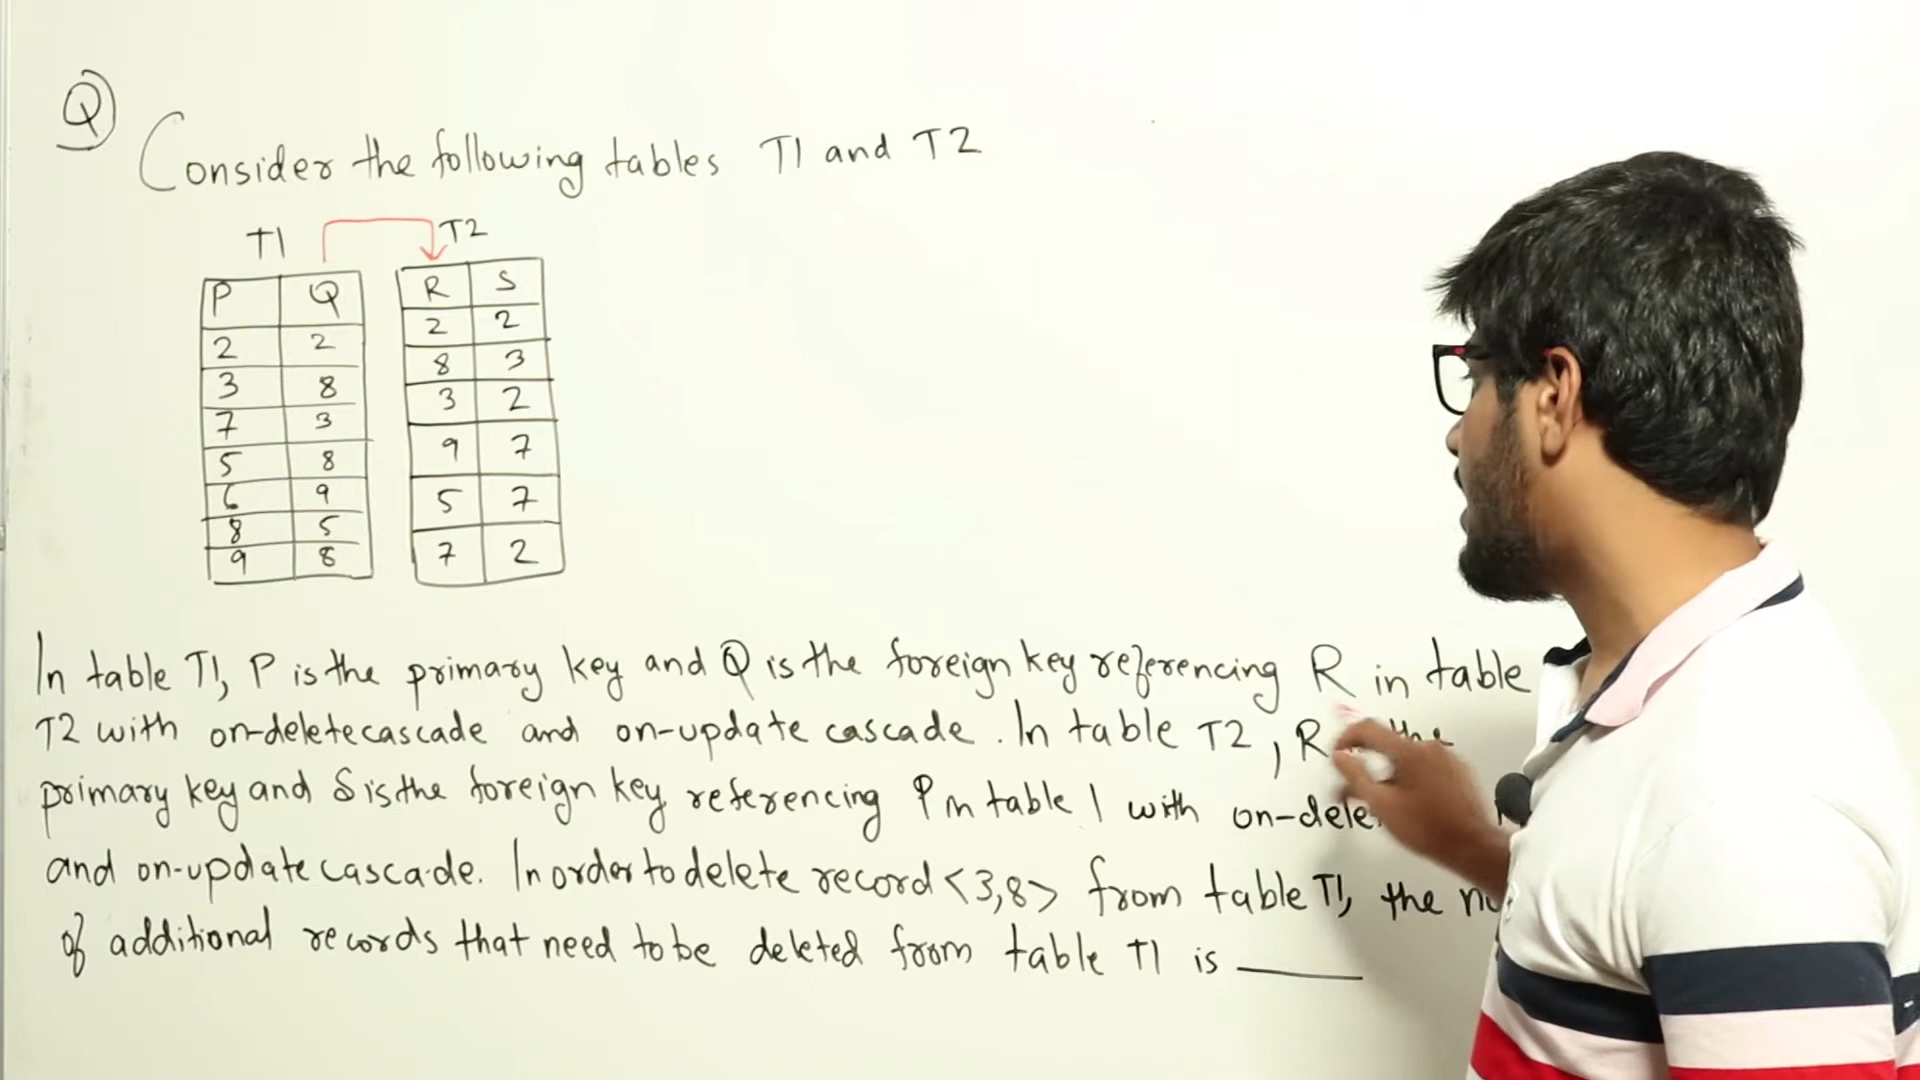 Q)
Consider the following tables T1 and T2
T1 T2
P Q R S
2 2 2 2
3 8 8 3
7 3 3 2
5 8 9 7
6 9 5 7
8 5 7 2
9 8
In table T1, P is the primary key and Q is the foreign key referencing R in table
T2 with on-delete cascade and on-update cascade. In table T2, R the
primary key and S is the foreign key referencing P in table 1 with on-dele
and on-update cascade. In order to delete record <3,8> from table T1, the
of additional records that need to be deleted from table T1 is ____